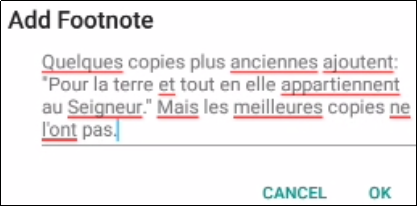 Add Footnote
Quelques copies plus anciennes ajoutent:
"Pour la terre et tout en elle appartiennent
au Seigneur." Mais les meilleures copies ne
l'ont pas.
CANCEL OK